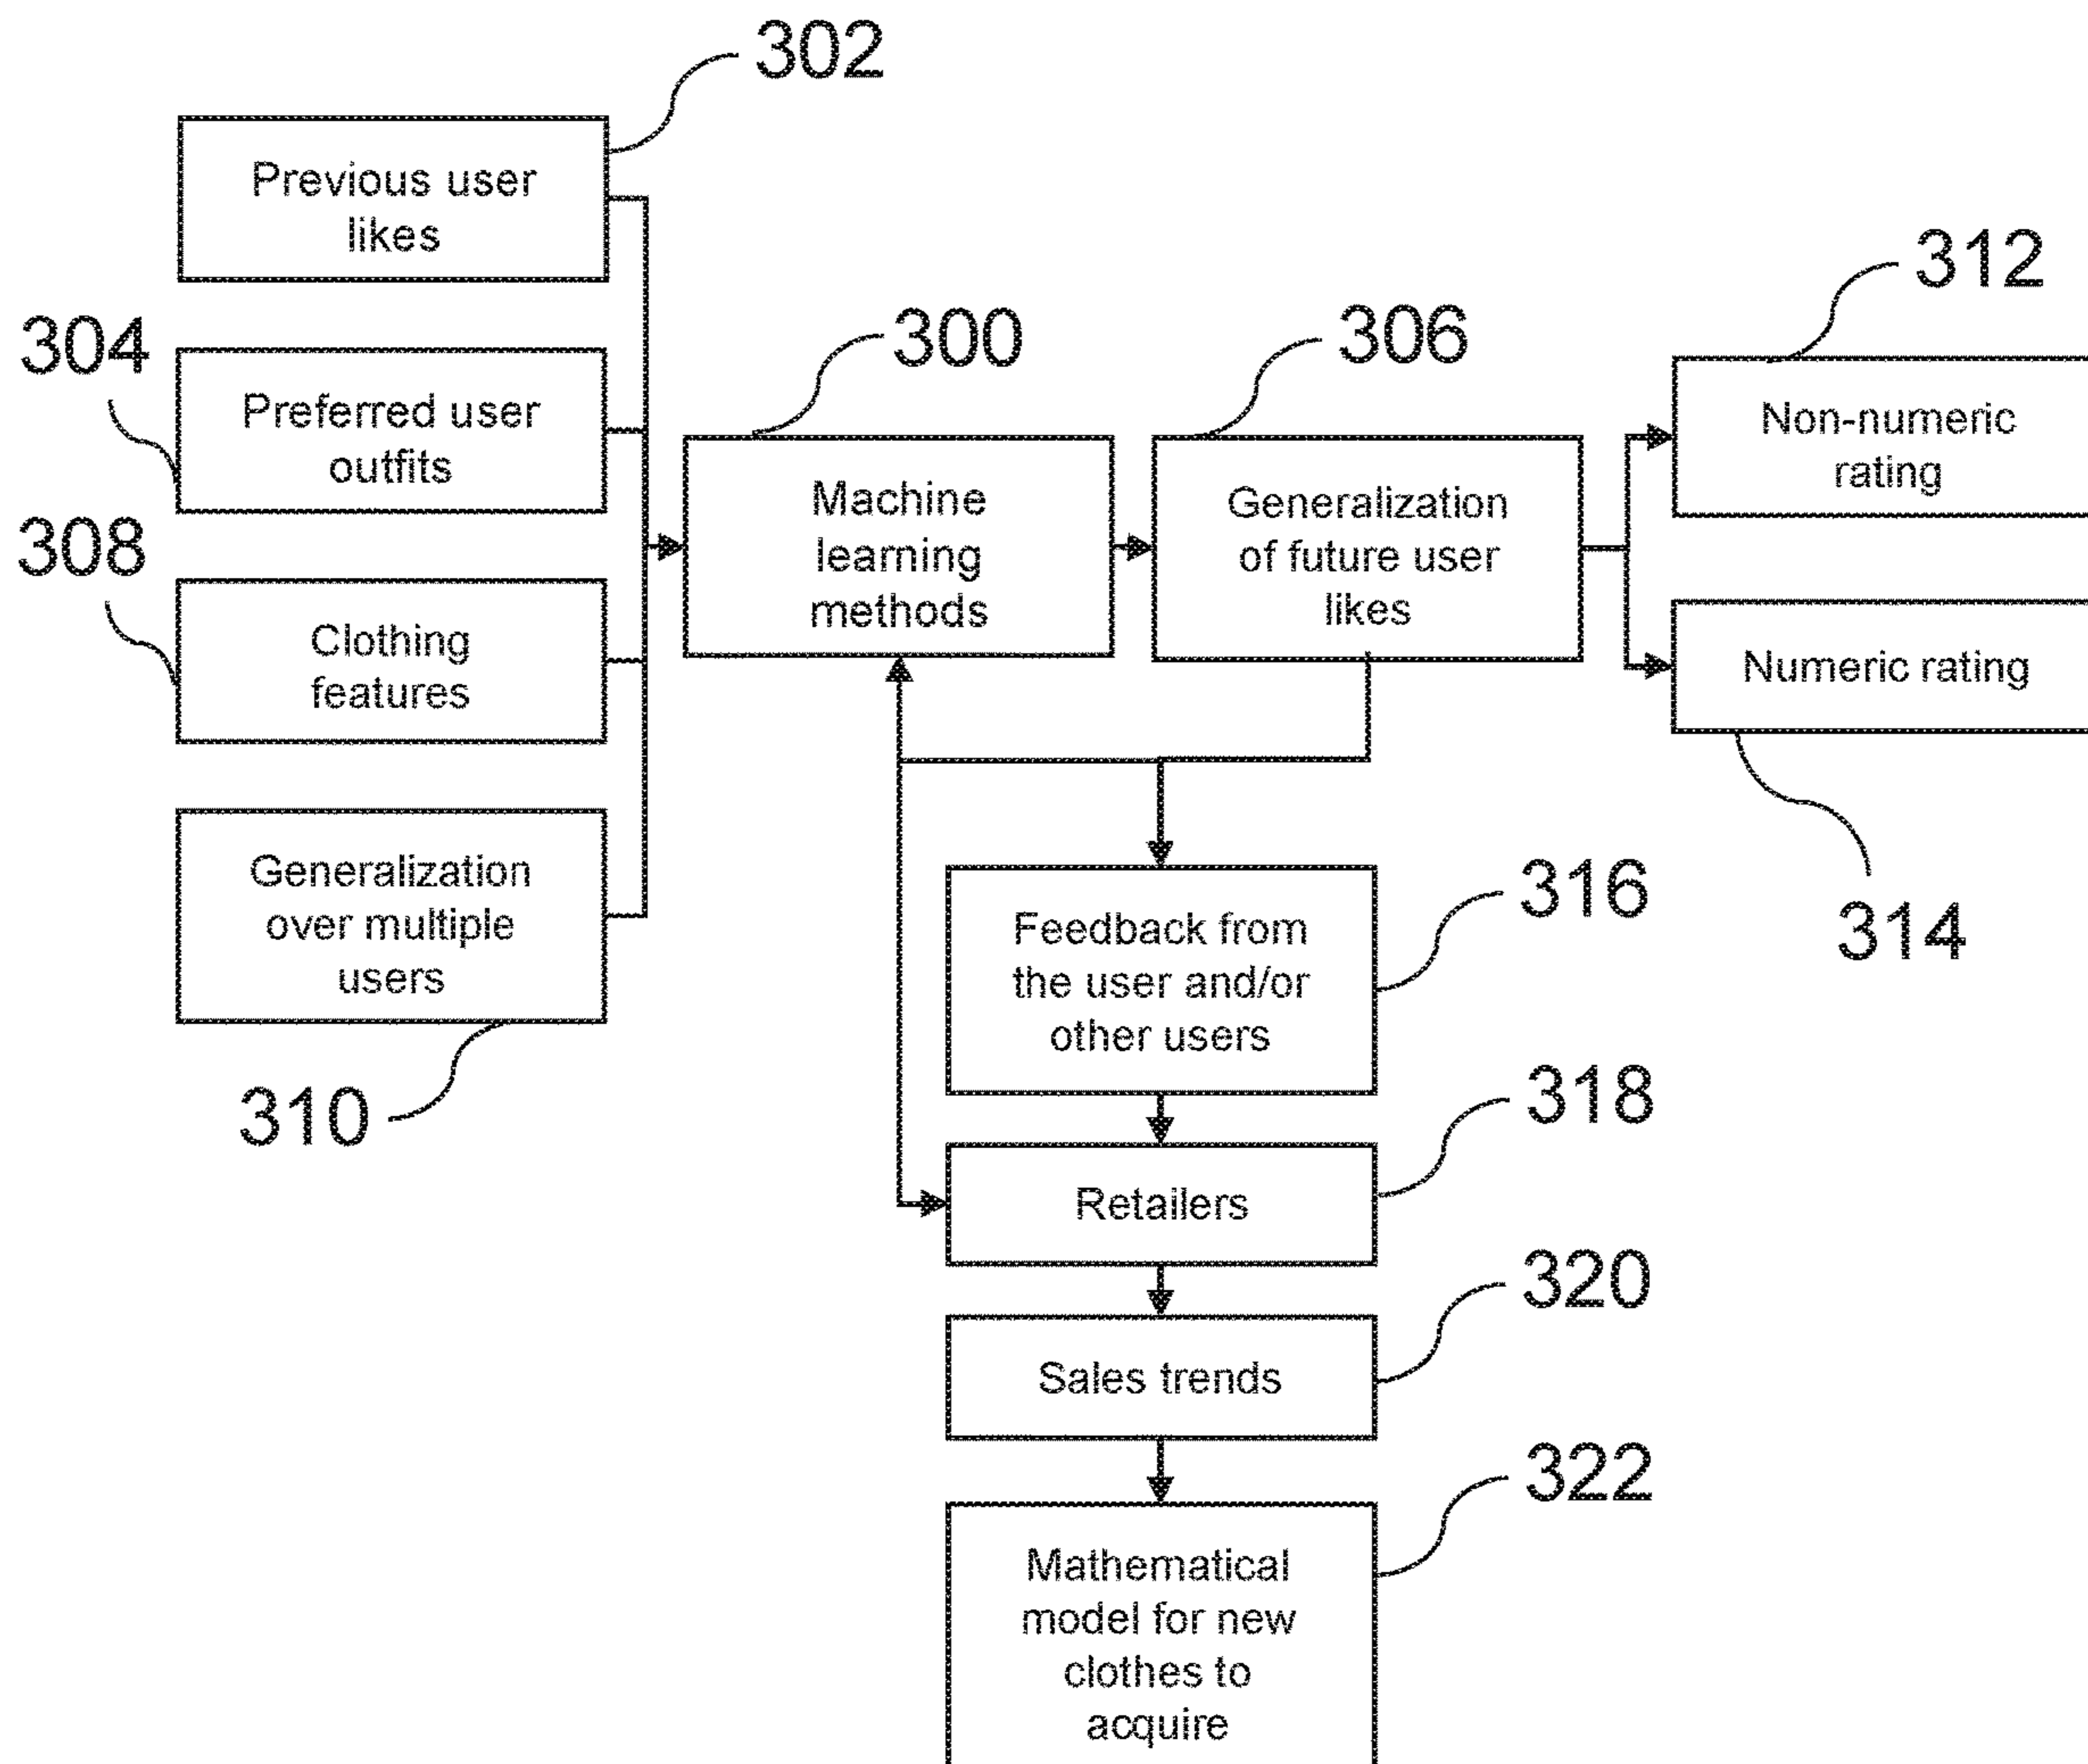 302
Previous user
likes
304
Preferred user
outfits
308
Clothing
features
Generalization
over multiple
users
310
300
Machine
learning
methods
306
Generalization
of future user
likes
312
Non-numeric
rating
Numeric rating
314
Feedback from
the user and/or
other users
316
318
Retailers
320
Sales trends
322
Mathematical
model for new
clothes to
acquire